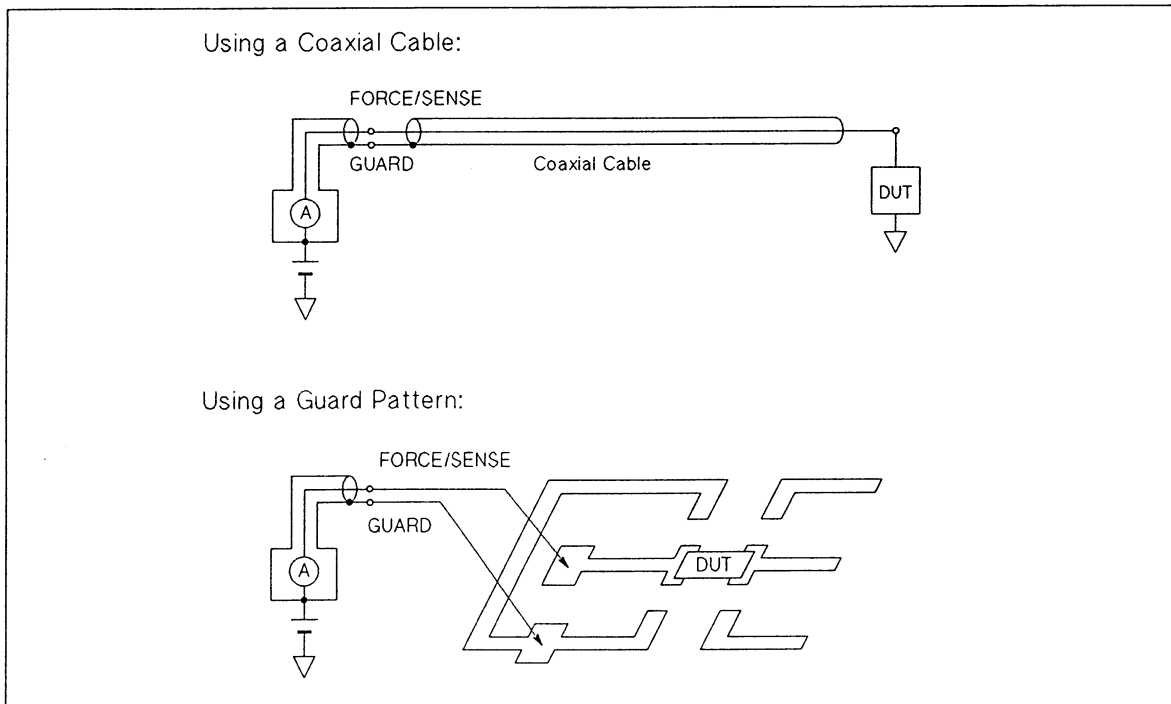 Using a Coaxial Cable:
FORCE/SENSE
GUARD
Coaxial Cable
A
DUT
Using a Guard Pattern:
FORCE/SENSE
GUARD
A
DUT